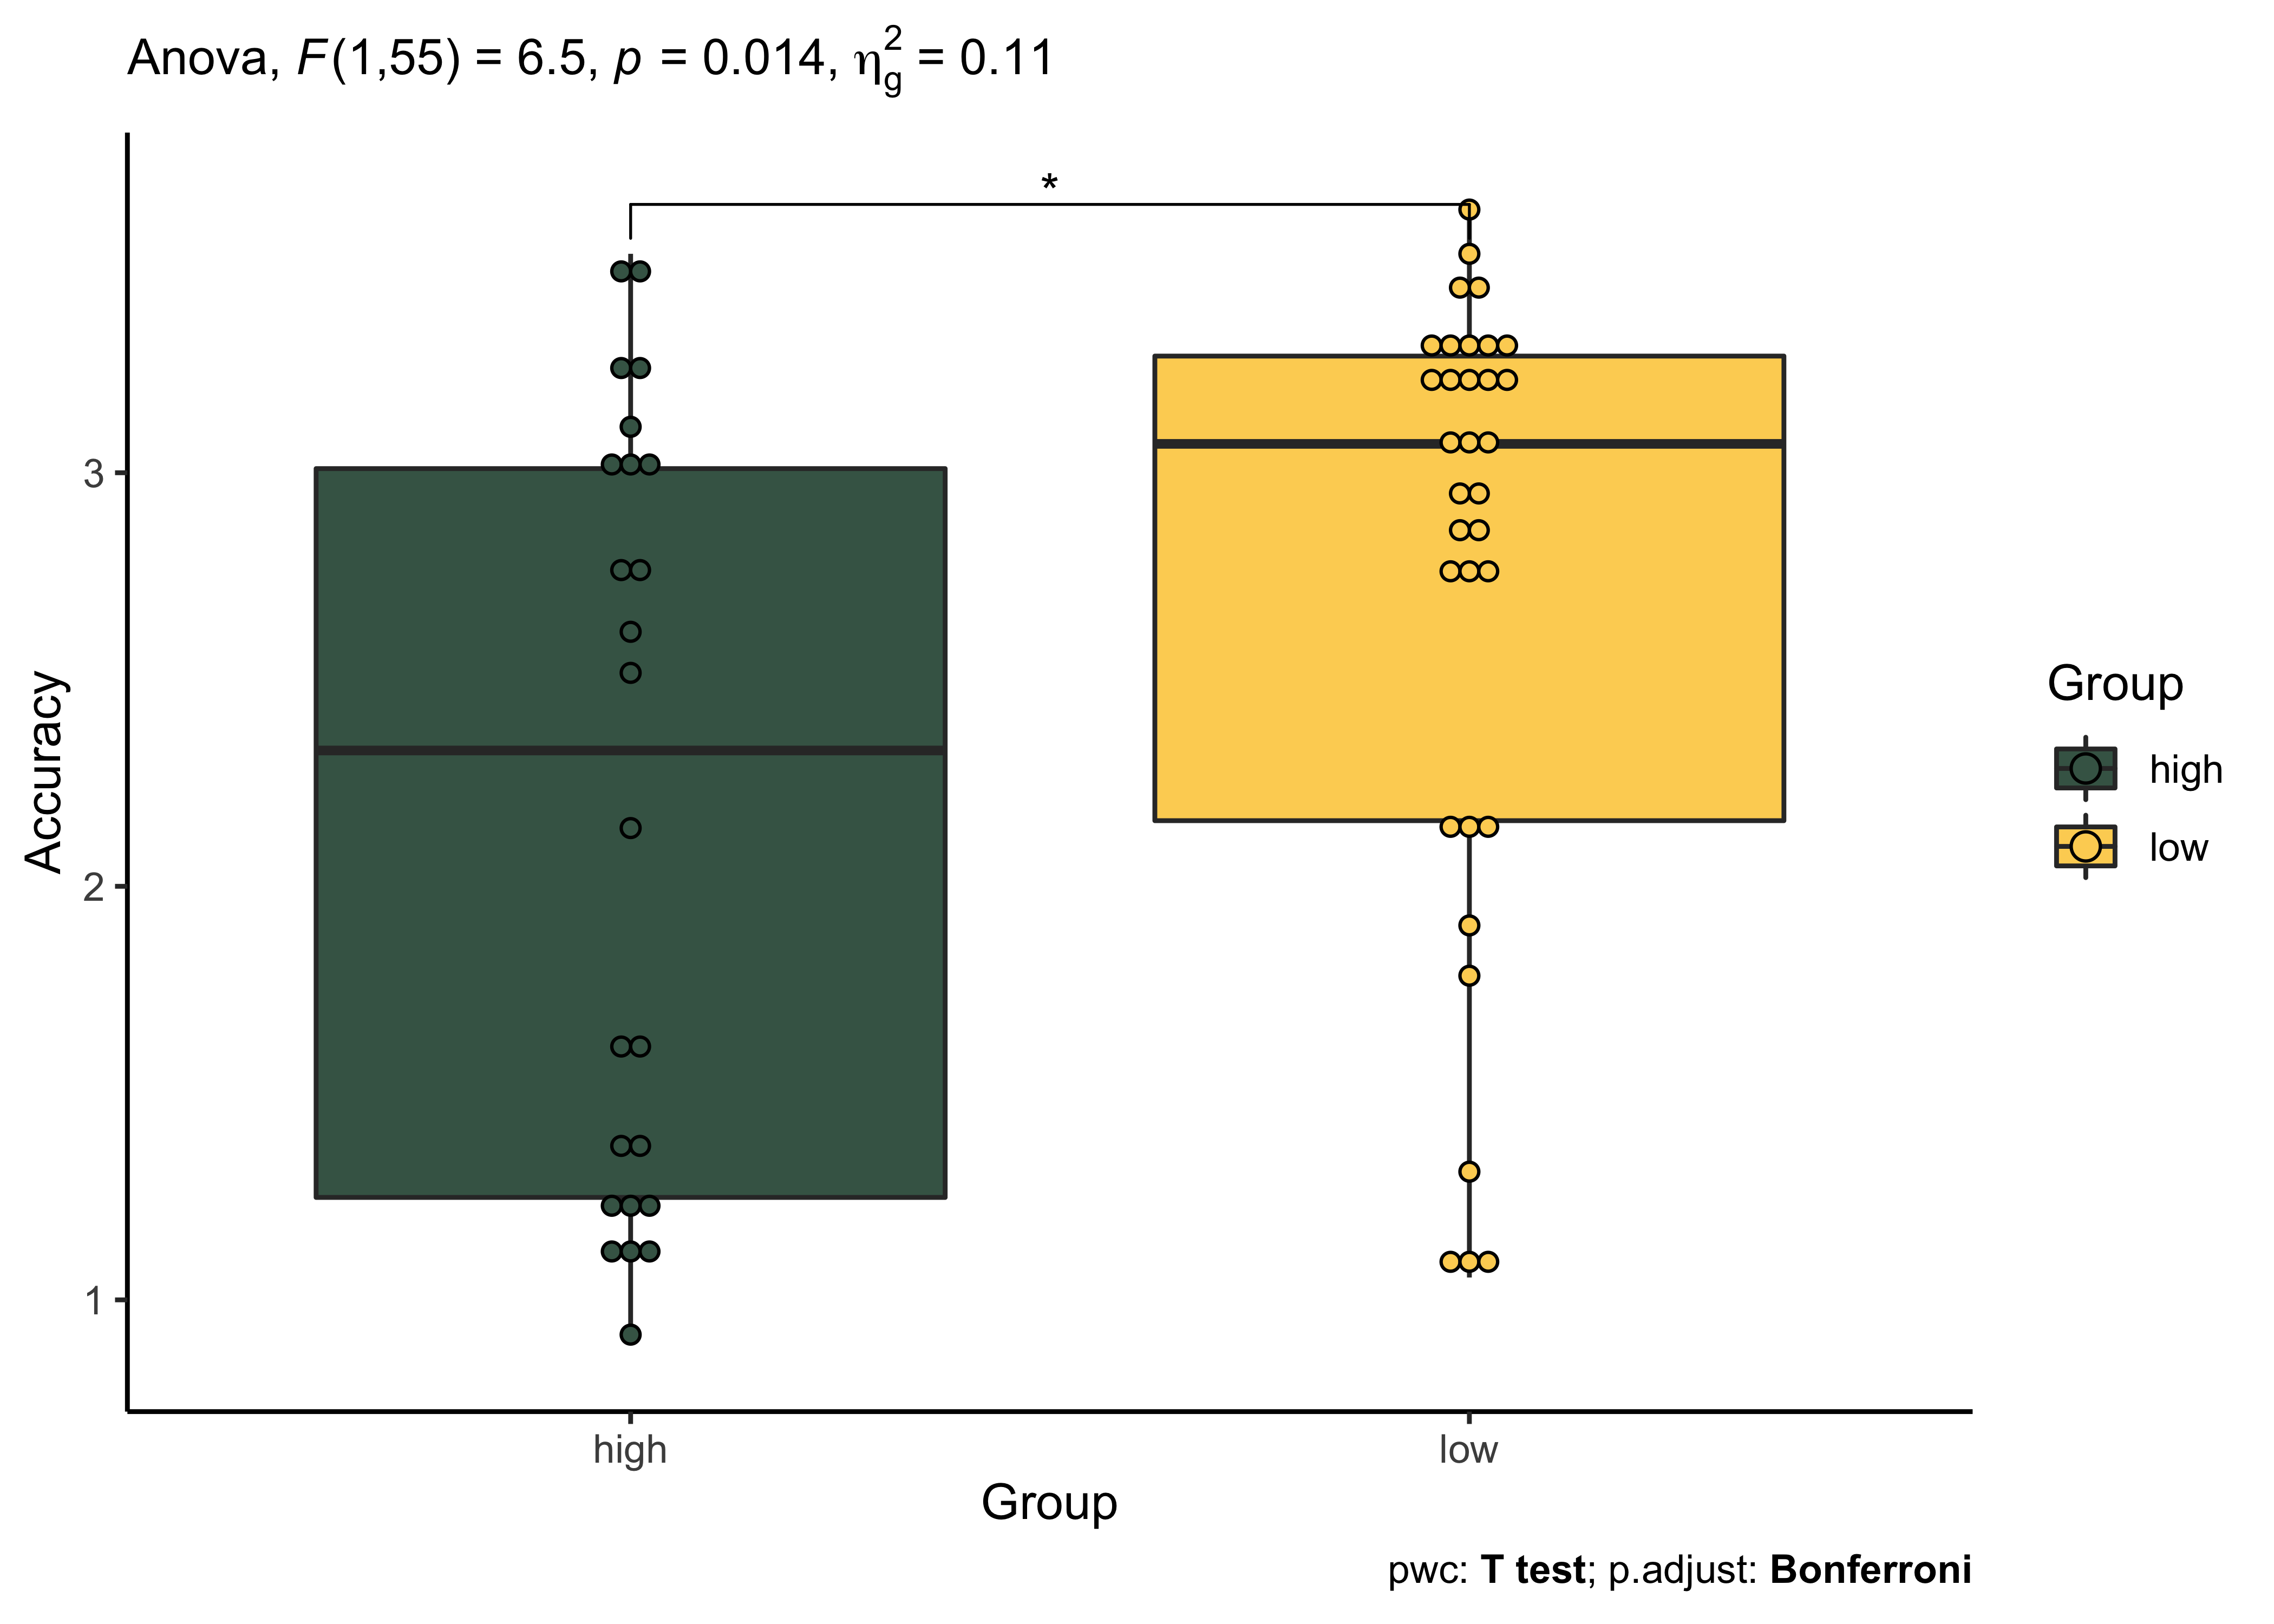 Anova, F(1,55) = 6.5, p = 0.014, η²g = 0.11
*
3
2
1
Accuracy
high
low
Group
Group
high
low
pwc: T test; p.adjust: Bonferroni